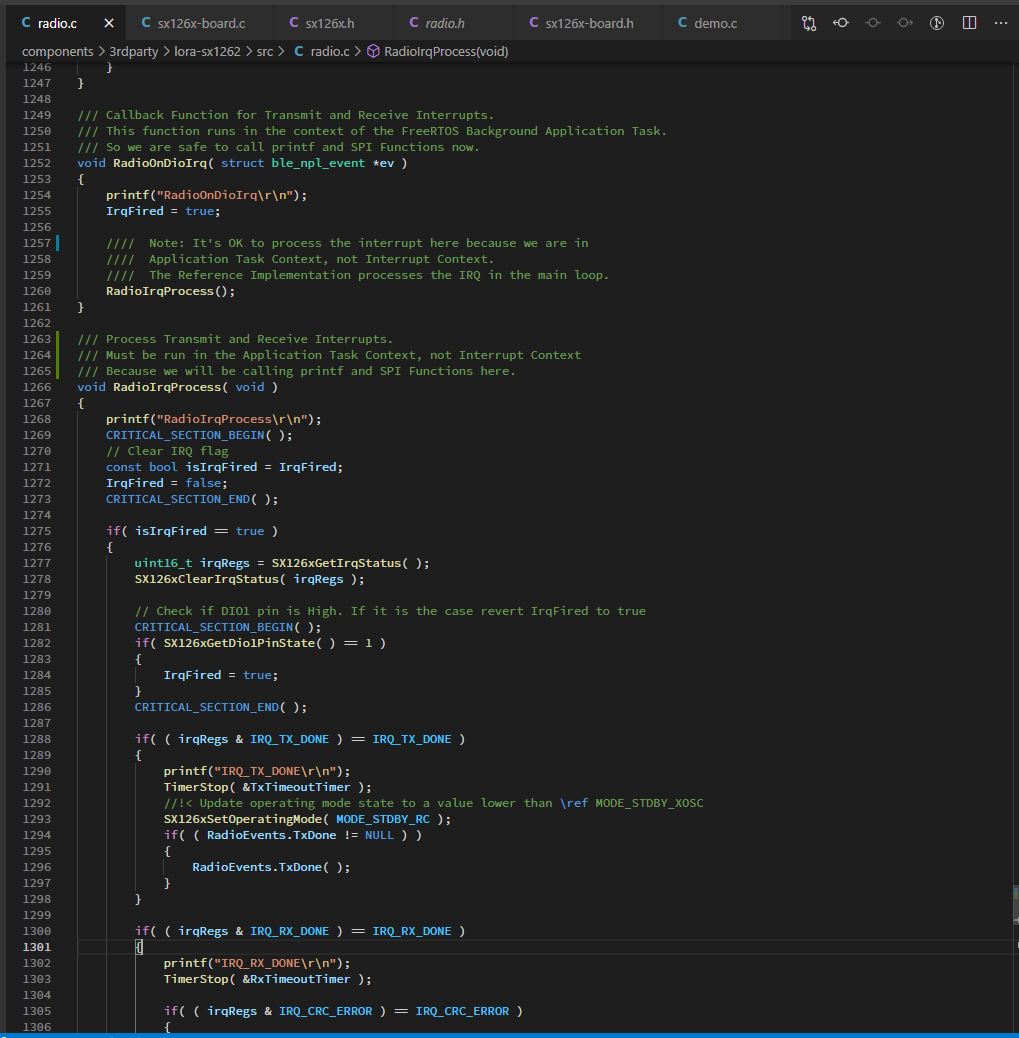 C radio.c × C sx126x-board.c C sx126x.h C radio.h C sx126x-board.h C demo.c
components > 3rdparty > lora-sx1262 > src > C radio.c > RadioIrqProcess(void)
1246 }
1247 }
1248
1249 /// Callback Function for Transmit and Receive Interrupts.
1250 /// This function runs in the context of the FreeRTOS Background Application Task.
1251 /// So we are safe to call printf and SPI Functions now.
1252 void RadioOnDioIrq( struct ble_npl_event *ev )
1253 {
1254 printf("RadioOnDioIrq\r\n");
1255 IrqFired = true;
1256
1257 //// Note: It's OK to process the interrupt here because we are in
1258 //// Application Task Context, not Interrupt Context.
1259 //// The Reference Implementation processes the IRQ in the main loop.
1260 RadioIrqProcess();
1261 }
1262
1263 /// Process Transmit and Receive Interrupts.
1264 /// Must be run in the Application Task Context, not Interrupt Context
1265 /// Because we will be calling printf and SPI Functions here.
1266 void RadioIrqProcess( void )
1267 {
1268 printf("RadioIrqProcess\r\n");
1269 CRITICAL_SECTION_BEGIN( );
1270 // Clear IRQ flag
1271 const bool isIrqFired = IrqFired;
1272 IrqFired = false;
1273 CRITICAL_SECTION_END( );
1274
1275 if( isIrqFired == true )
1276 {
1277 uint16_t irqRegs = SX126xGetIrqStatus( );
1278 SX126xClearIrqStatus( irqRegs );
1279
1280 // Check if DIO1 pin is High. If it is the case revert IrqFired to true
1281 CRITICAL_SECTION_BEGIN( );
1282 if( SX126xGetDio1PinState( ) == 1 )
1283 {
1284 IrqFired = true;
1285 }
1286 CRITICAL_SECTION_END( );
1287
1288 if( ( irqRegs & IRQ_TX_DONE ) == IRQ_TX_DONE )
1289 {
1290 printf("IRQ_TX_DONE\r\n");
1291 TimerStop( &TxTimeoutTimer );
1292 //!< Update operating mode state to a value lower than \ref MODE_STDBY_XOSC
1293 SX126xSetOperatingMode( MODE_STDBY_RC );
1294 if( ( RadioEvents.TxDone != NULL ) )
1295 {
1296 RadioEvents.TxDone( );
1297 }
1298 }
1299
1300 if( ( irqRegs & IRQ_RX_DONE ) == IRQ_RX_DONE )
1301 {
1302 printf("IRQ_RX_DONE\r\n");
1303 TimerStop( &RxTimeoutTimer );
1304
1305 if( ( irqRegs & IRQ_CRC_ERROR ) == IRQ_CRC_ERROR )
1306 {